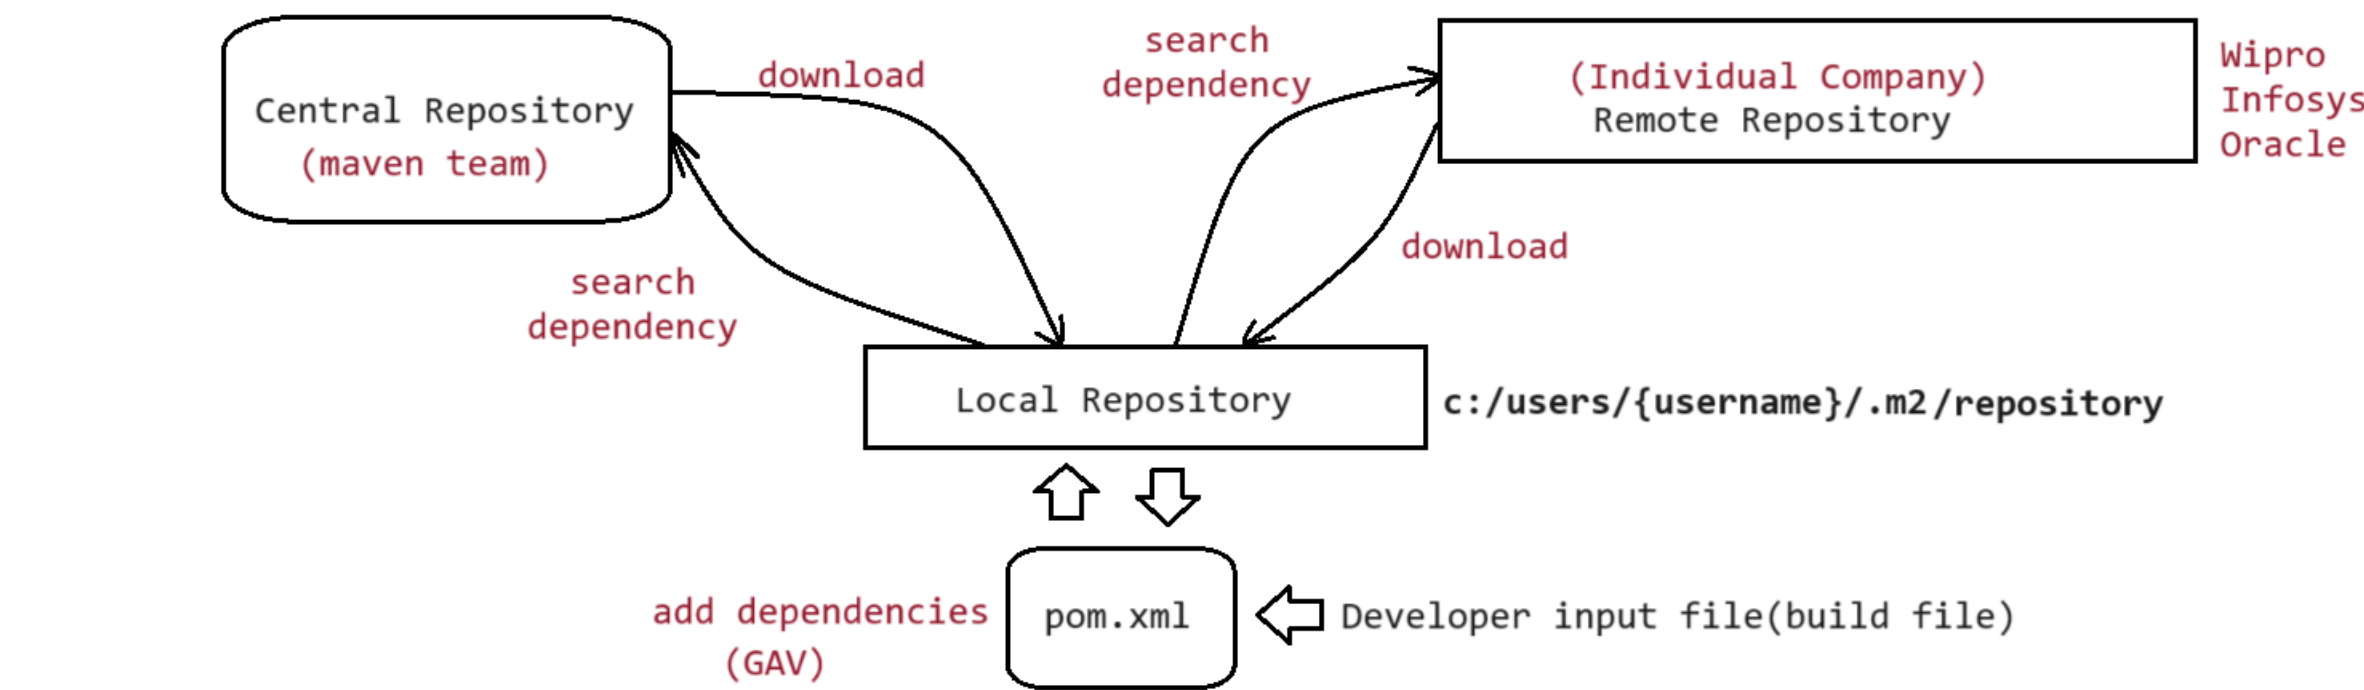 Central Repository
(maven team)
download
search
dependency
search
dependency
(Individual Company)
Remote Repository
Wipro
Infosys
Oracle
download
Local Repository
c:/users/{username}/.m2/repository
add dependencies
(GAV)
pom.xml
Developer input file(build file)